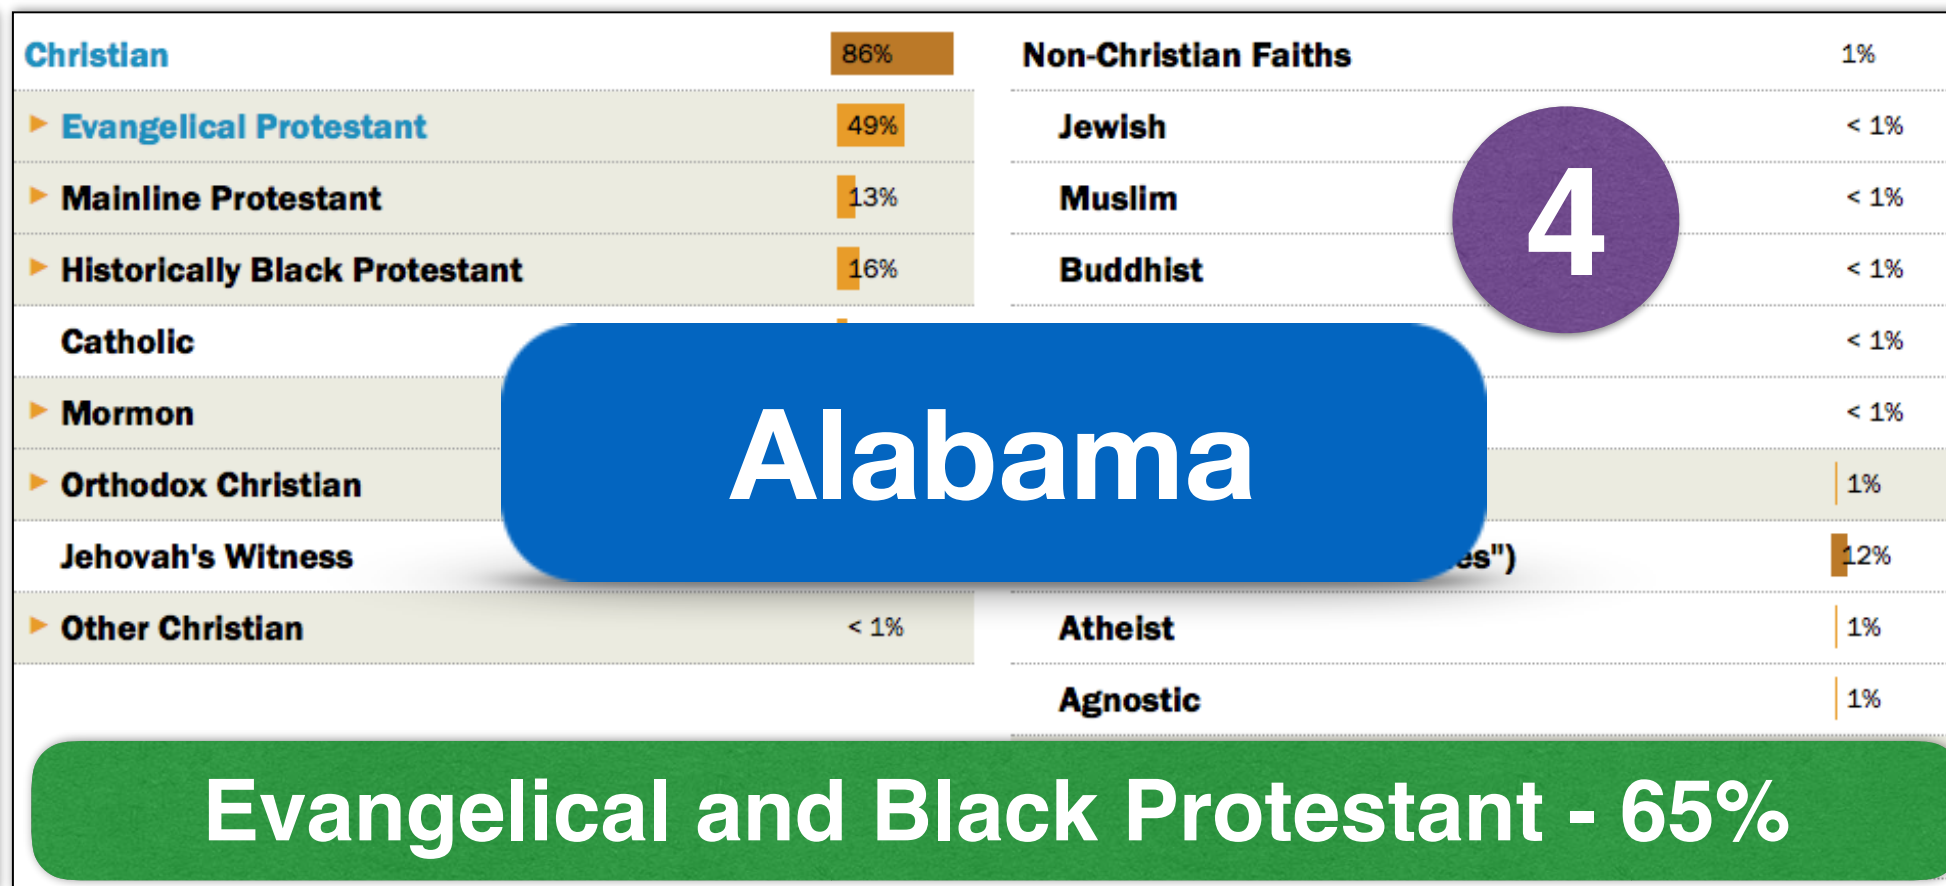 Christian 86%
Evangelical Protestant 49%
Mainline Protestant 13%
Historically Black Protestant 16%
Catholic
Mormon
Orthodox Christian
Jehovah's Witness
Other Christian < 1%
Non-Christian Faiths 1%
Jewish < 1%
Muslim < 1%
Buddhist < 1%
< 1%
< 1%
1%
es") 12%
Atheist 1%
Agnostic 1%
4
Alabama
Evangelical and Black Protestant - 65%